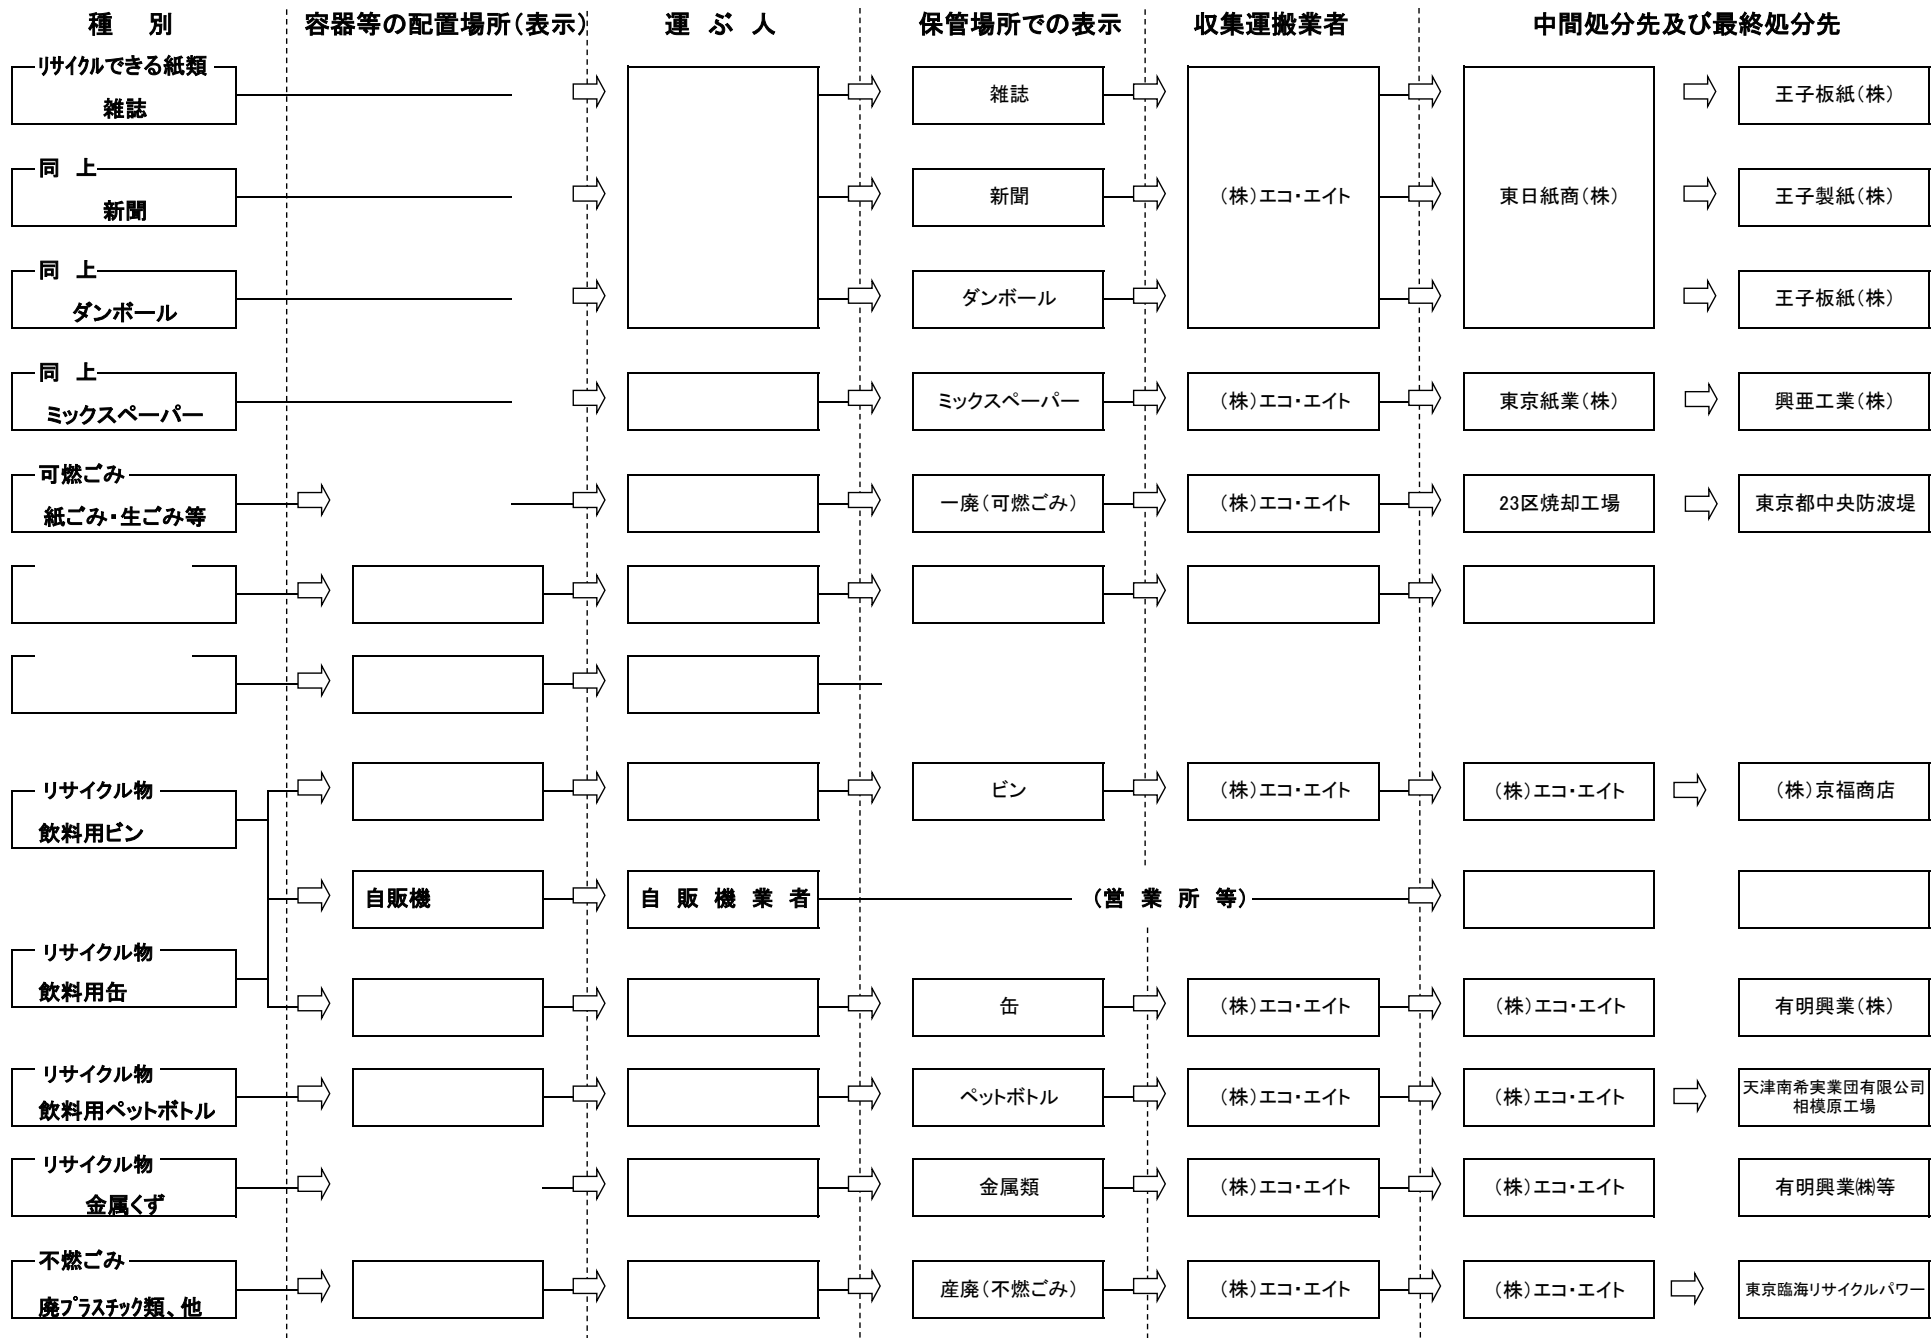 種　別　容器等の配置場所（表示）　運　ぶ　人　保管場所での表示　収集運搬業者　中間処分先及び最終処分先
リサイクルできる紙類
雑誌　雑誌　王子板紙（株）
同　上
新聞　新聞　（株）エコ・エイト　東日紙商（株）　王子製紙（株）
同　上
ダンボール　ダンボール　王子板紙（株）
同　上
ミックスペーパー　ミックスペーパー　（株）エコ・エイト　東京紙業（株）　興亜工業（株）
可燃ごみ
紙ごみ・生ごみ等　一廃（可燃ごみ）　（株）エコ・エイト　23区焼却工場　東京都中央防波堤
リサイクル物
飲料用ビン　ビン　（株）エコ・エイト　（株）エコ・エイト　（株）京福商店
自販機　自　販　機　業　者　（営　業　所　等）
リサイクル物
飲料用缶　缶　（株）エコ・エイト　（株）エコ・エイト　有明興業（株）
リサイクル物
飲料用ペットボトル　ペットボトル　（株）エコ・エイト　（株）エコ・エイト　天津南希実業団有限公司
相模原工場
リサイクル物
金属くず　金属類　（株）エコ・エイト　（株）エコ・エイト　有明興業㈱等
不燃ごみ
廃プラスチック類、他　産廃（不燃ごみ）　（株）エコ・エイト　（株）エコ・エイト　東京臨海リサイクルパワー